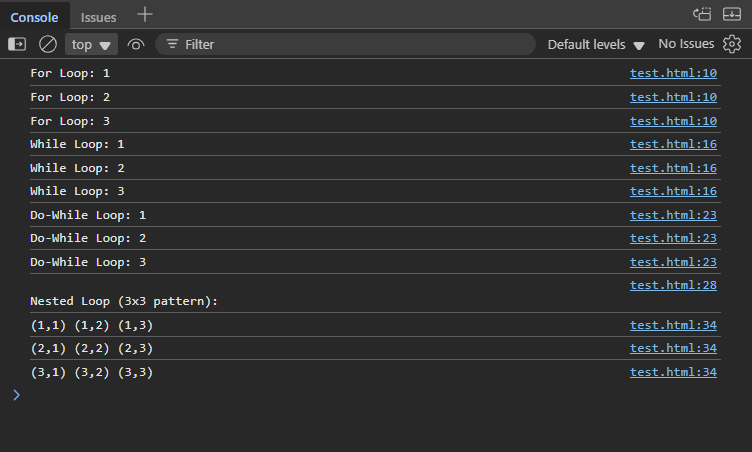 Console Issues
top Filter Default levels No Issues
For Loop: 1 test.html:10
For Loop: 2 test.html:10
For Loop: 3 test.html:10
While Loop: 1 test.html:16
While Loop: 2 test.html:16
While Loop: 3 test.html:16
Do-While Loop: 1 test.html:23
Do-While Loop: 2 test.html:23
Do-While Loop: 3 test.html:23
test.html:28
Nested Loop (3x3 pattern):
(1,1) (1,2) (1,3) test.html:34
(2,1) (2,2) (2,3) test.html:34
(3,1) (3,2) (3,3) test.html:34